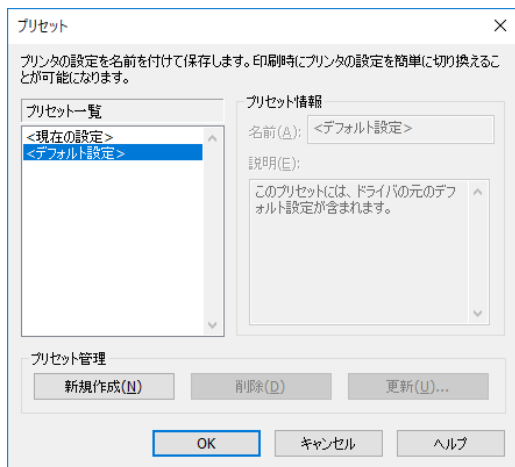 プリセット
プリンタの設定を名前を付けて保存します。印刷時にプリンタの設定を簡単に切り換えるこ
とが可能になります。
プリセット一覧
<現在の設定>
<デフォルト設定>
プリセット情報
名前(A):
<デフォルト設定>
説明(E):
このプリセットには、ドライバの元のデフ
ォルト設定が含まれます。
プリセット管理
新規作成(N)
削除(D)
更新(U)...
OK
キャンセル
ヘルプ